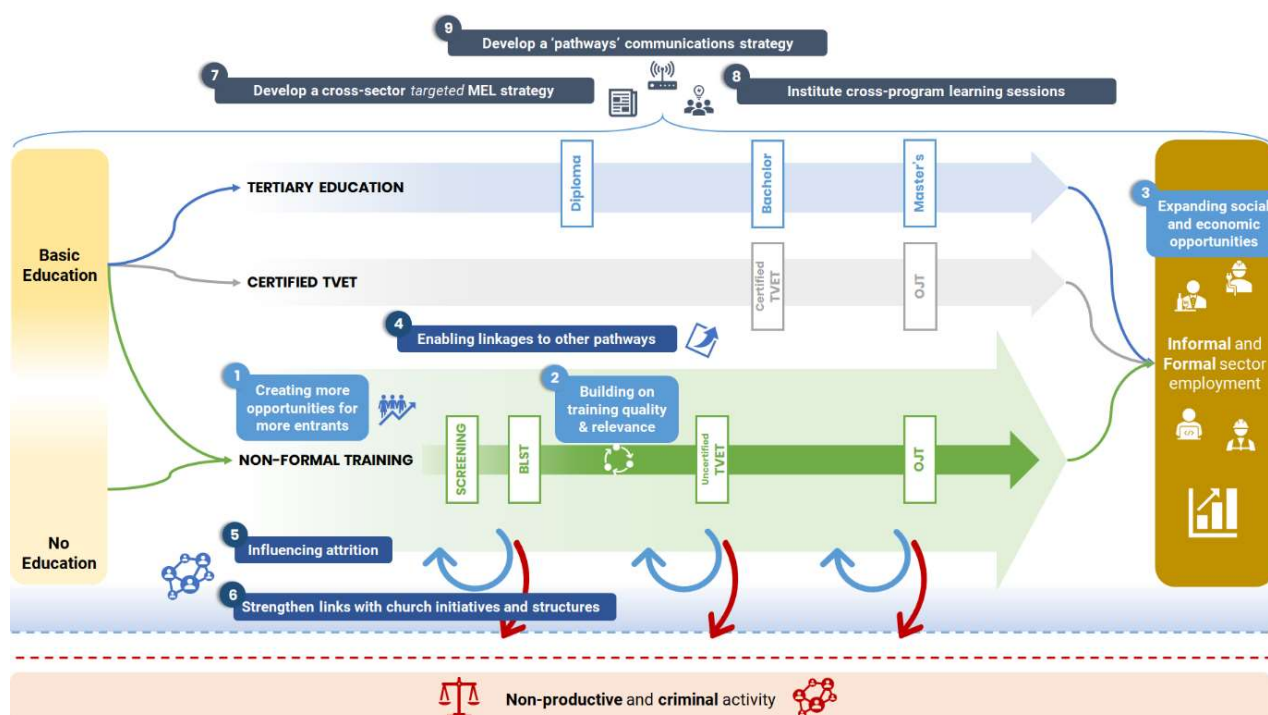 9
Develop a 'pathways' communications strategy
7
Develop a cross-sector targeted MEL strategy
8
Institute cross-program learning sessions
Basic
Education
TERTIARY EDUCATION
Diploma
Bachelor
Master's
3
Expanding social
and economic
opportunities
CERTIFIED TVET
Certified
TVET
OJT
4
Enabling linkages to other pathways
1
Creating more
opportunities for
more entrants
2
Building on
training quality
& relevance
Informal and
Formal sector
employment
NON-FORMAL TRAINING
SCREENING
BLST
Uncertified
TVET
OJT
No
Education
5
Influencing attrition
6
Strengthen links with church initiatives and structures
Non-productive and criminal activity